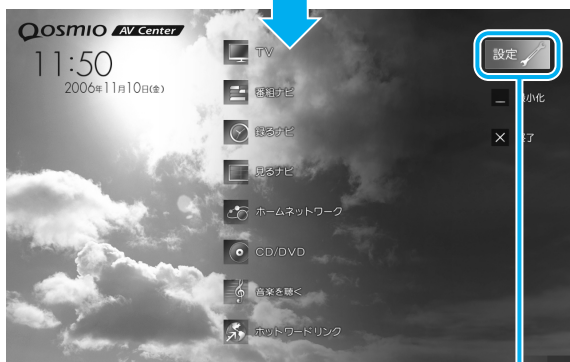 Qosmio AV Center
11:50
2006年11月10日(金)
TV
番組ナビ
録るナビ
見るナビ
ホームネットワーク
CD/DVD
音楽を聴く
ホットワードリンク
設定
小化
了